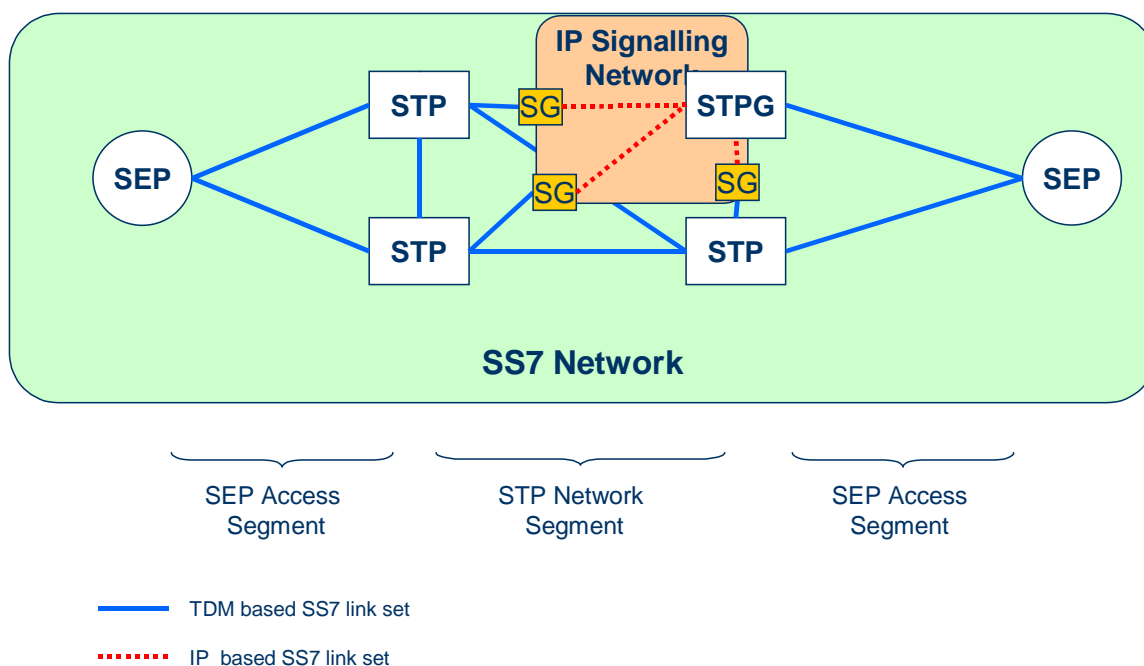 IP Signalling
Network
STP
SG
STPG
SEP
SG
SG
SEP
STP
STP
SS7 Network
SEP Access
Segment
STP Network
Segment
SEP Access
Segment
TDM based SS7 link set
IP based SS7 link set